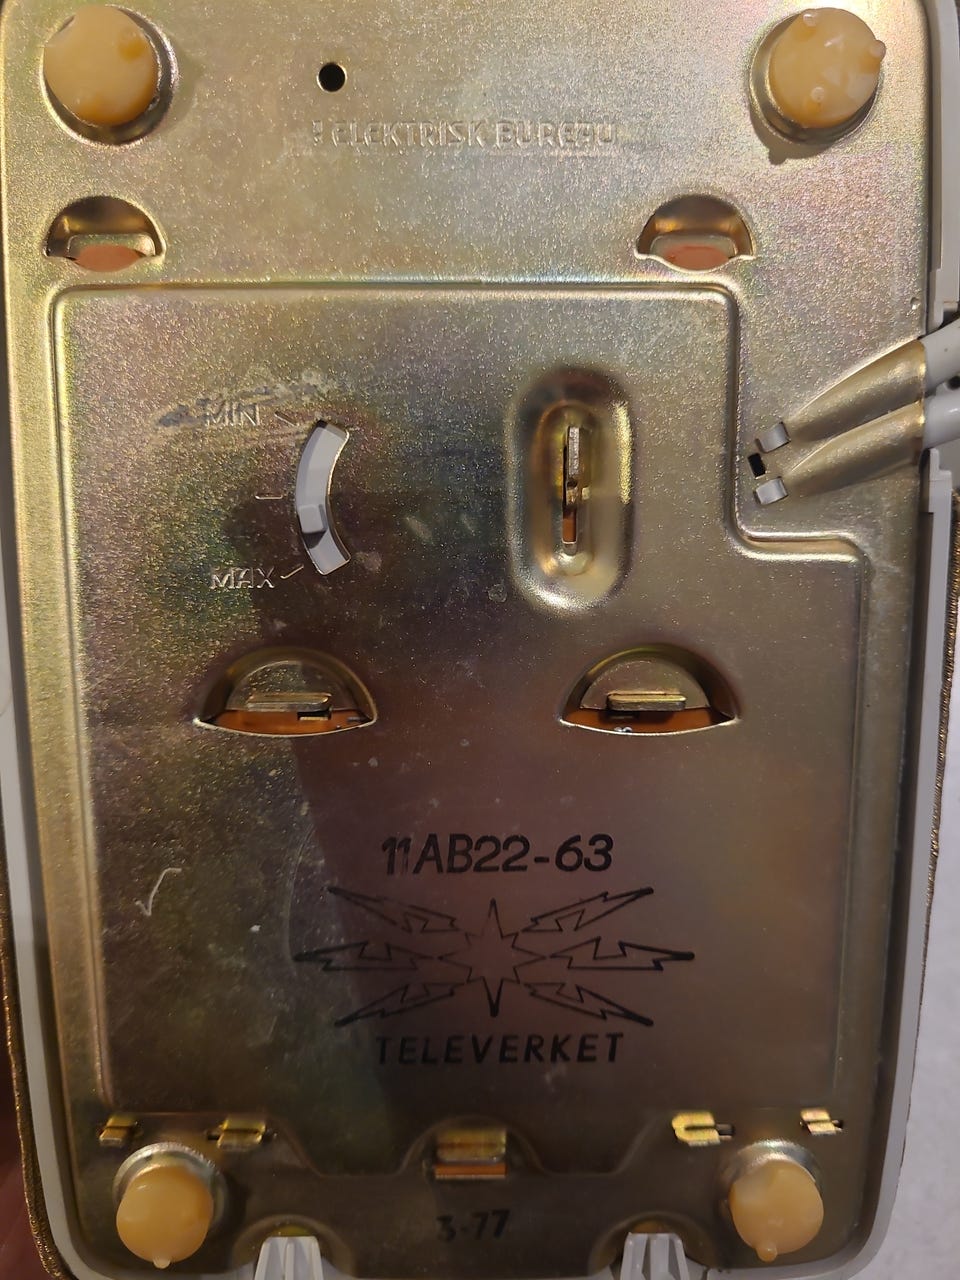 ELEKTRISK BUREAU
MIN
MAX
11AB22-63
TELEVERKET
3-77